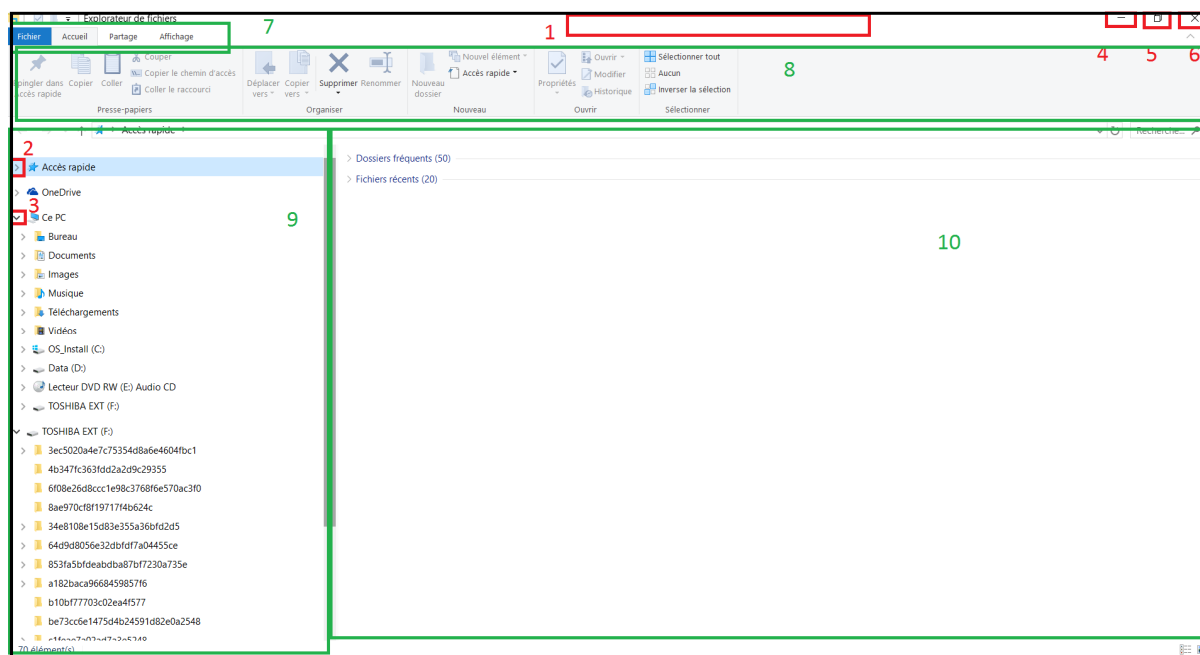 Explorateur de fichiers
7
1
Fichier Accueil Partage Affichage
4 5 6
Épingler dans Accès rapide
Copier
Coller
Couper
Copier le chemin d'accès
Coller le raccourci
Presse-papiers
Déplacer vers
Copier vers
Supprimer
Renommer
Organiser
Nouveau dossier
Nouvel élément
Accès rapide
Nouveau
Propriétés
Ouvrir
Modifier
Historique
Ouvrir
Sélectionner tout
Aucun
Inverser la sélection
Sélectionner
8
Accès rapide
Recherche...
2
Accès rapide
OneDrive
3
Ce PC
9
Bureau
Documents
Images
Musique
Téléchargements
Vidéos
OS_Install (C:)
Data (D:)
Lecteur DVD RW (E:) Audio CD
TOSHIBA EXT (F:)
TOSHIBA EXT (F:)
3ec5020a4e7c75354d8a6e4604fbc1
4b347fc363fdd2a2d9c29355
6f08e26d8ccc1e98c3768f6e570ac3f0
8ae970cf8f19717f4b624c
34e8108e15d83e355a36bfd2d5
64d9d8056e32dbfdf7a04455ce
853fa5bfdeabdba87bf7230a735e
a182baca9668459857f6
b10bf77703c02ea4f577
be73cc6e1475d4b24591d82e0a2548
70 élément(s)
Dossiers fréquents (50)
Fichiers récents (20)
10